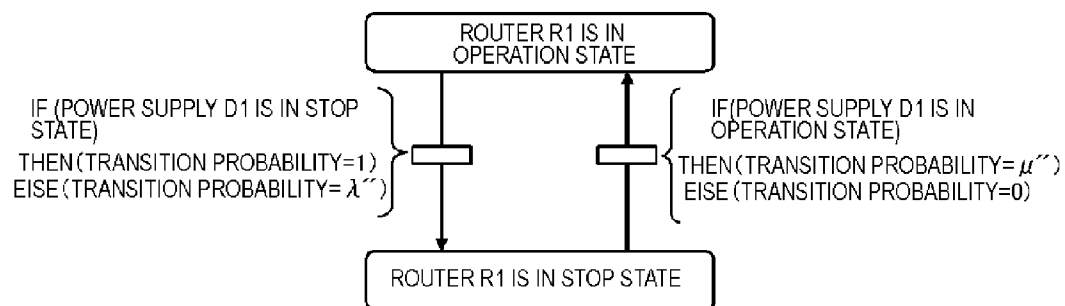 ROUTER R1 IS IN
OPERATION STATE
IF (POWER SUPPLY D1 IS IN STOP
STATE)
THEN (TRANSITION PROBABILITY=1)
ElSE (TRANSITION PROBABILITY= λ´´)
IF(POWER SUPPLY D1 IS IN
OPERATION STATE)
THEN (TRANSITION PROBABILITY= μ´´)
ElSE (TRANSITION PROBABILITY=0)
ROUTER R1 IS IN STOP STATE